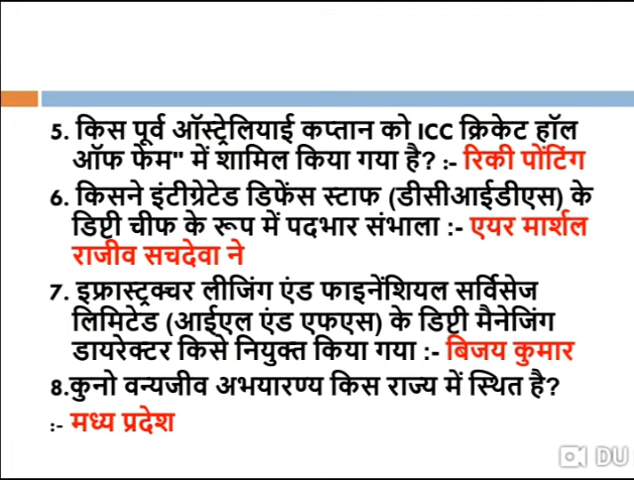 5. किस पूर्व ऑस्ट्रेलियाई कप्तान को ICC क्रिकेट हॉल
ऑफ फेम" में शामिल किया गया है? :- रिकी पोंटिंग
6. किसने इंटीग्रेटेड डिफेंस स्टाफ (डीसीआईडीएस) के
डिप्टी चीफ के रूप में पदभार संभाला :- एयर मार्शल
राजीव सचदेवा ने
7. इफ्रास्ट्रक्चर लीजिंग एंड फाइनेंशियल सर्विसेज
लिमिटेड (आईएल एंड एफएस) के डिप्टी मैनेजिंग
डायरेक्टर किसे नियुक्त किया गया :- बिजय कुमार
8.कुनो वन्यजीव अभयारण्य किस राज्य में स्थित है?
:- मध्य प्रदेश
DU